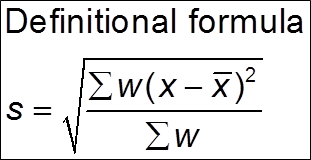 Definitional formula
s = √(∑w(x − x̄)² / ∑w)